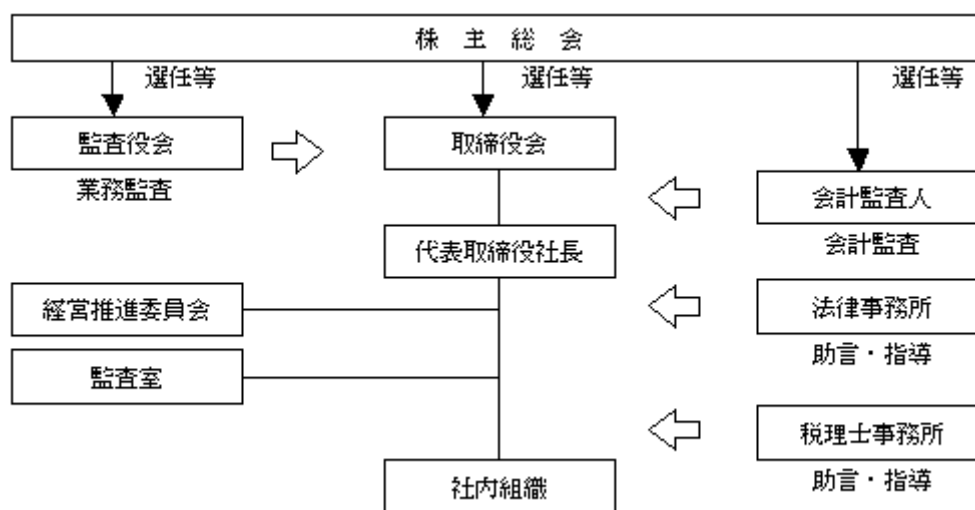 株 主 総 会
選任等
選任等
選任等
監査役会
取締役会
業務監査
会計監査人
会計監査
代表取締役社長
経営推進委員会
法律事務所
助言・指導
監査室
税理士事務所
助言・指導
社内組織